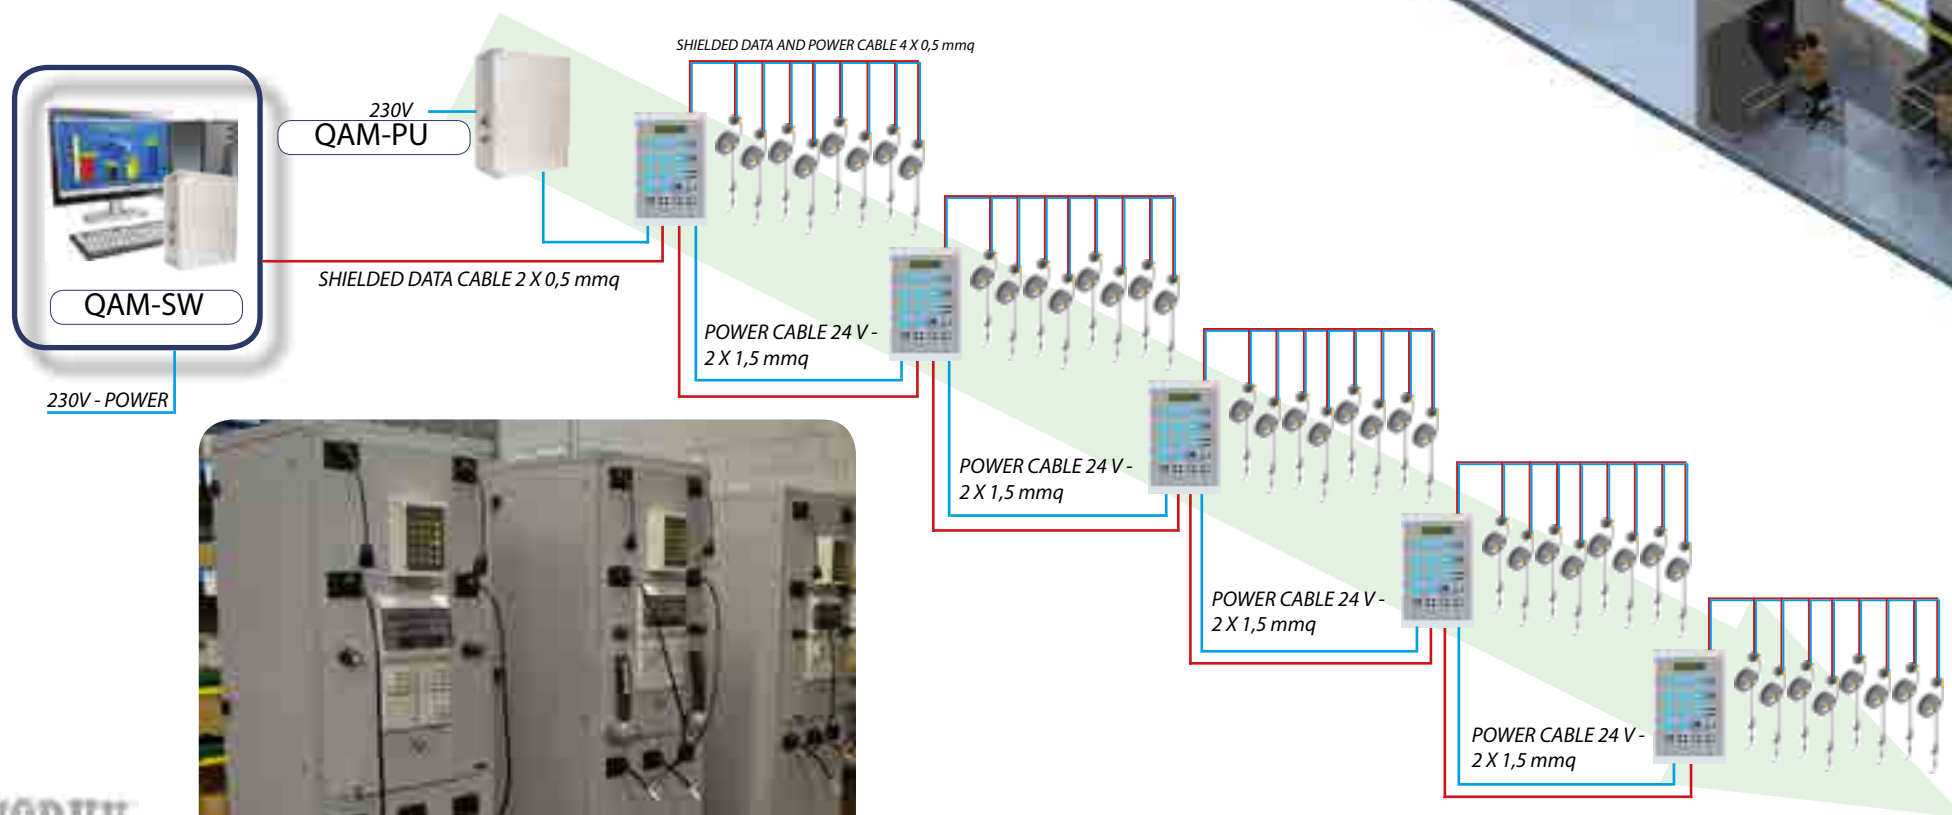 SHIELDED DATA AND POWER CABLE 4 X 0,5 mmq
230V
QAM-PU
SHIELDED DATA CABLE 2 X 0,5 mmq
QAM-SW
230V - POWER
POWER CABLE 24 V -
2 X 1,5 mmq
POWER CABLE 24 V -
2 X 1,5 mmq
POWER CABLE 24 V -
2 X 1,5 mmq
POWER CABLE 24 V -
2 X 1,5 mmq